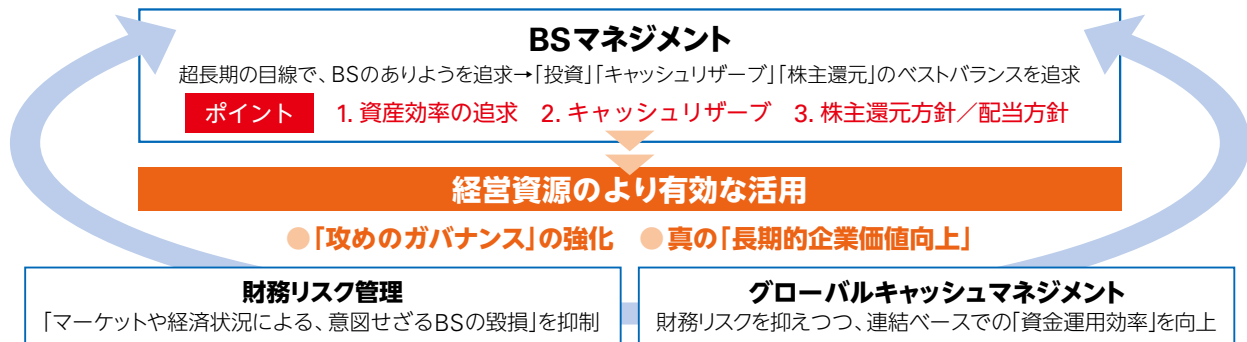 BSマネジメント
超長期の目線で、BSのありようを追求→「投資」「キャッシュリザーブ」「株主還元」のベストバランスを追求
ポイント 1. 資産効率の追求 2. キャッシュリザーブ 3. 株主還元方針／配当方針
経営資源のより有効な活用
●「攻めのガバナンス」の強化 ●真の「長期的企業価値向上」
財務リスク管理
「マーケットや経済状況による、意図せざるBSの毀損」を抑制
グローバルキャッシュマネジメント
財務リスクを抑えつつ、連結ベースでの「資金運用効率」を向上